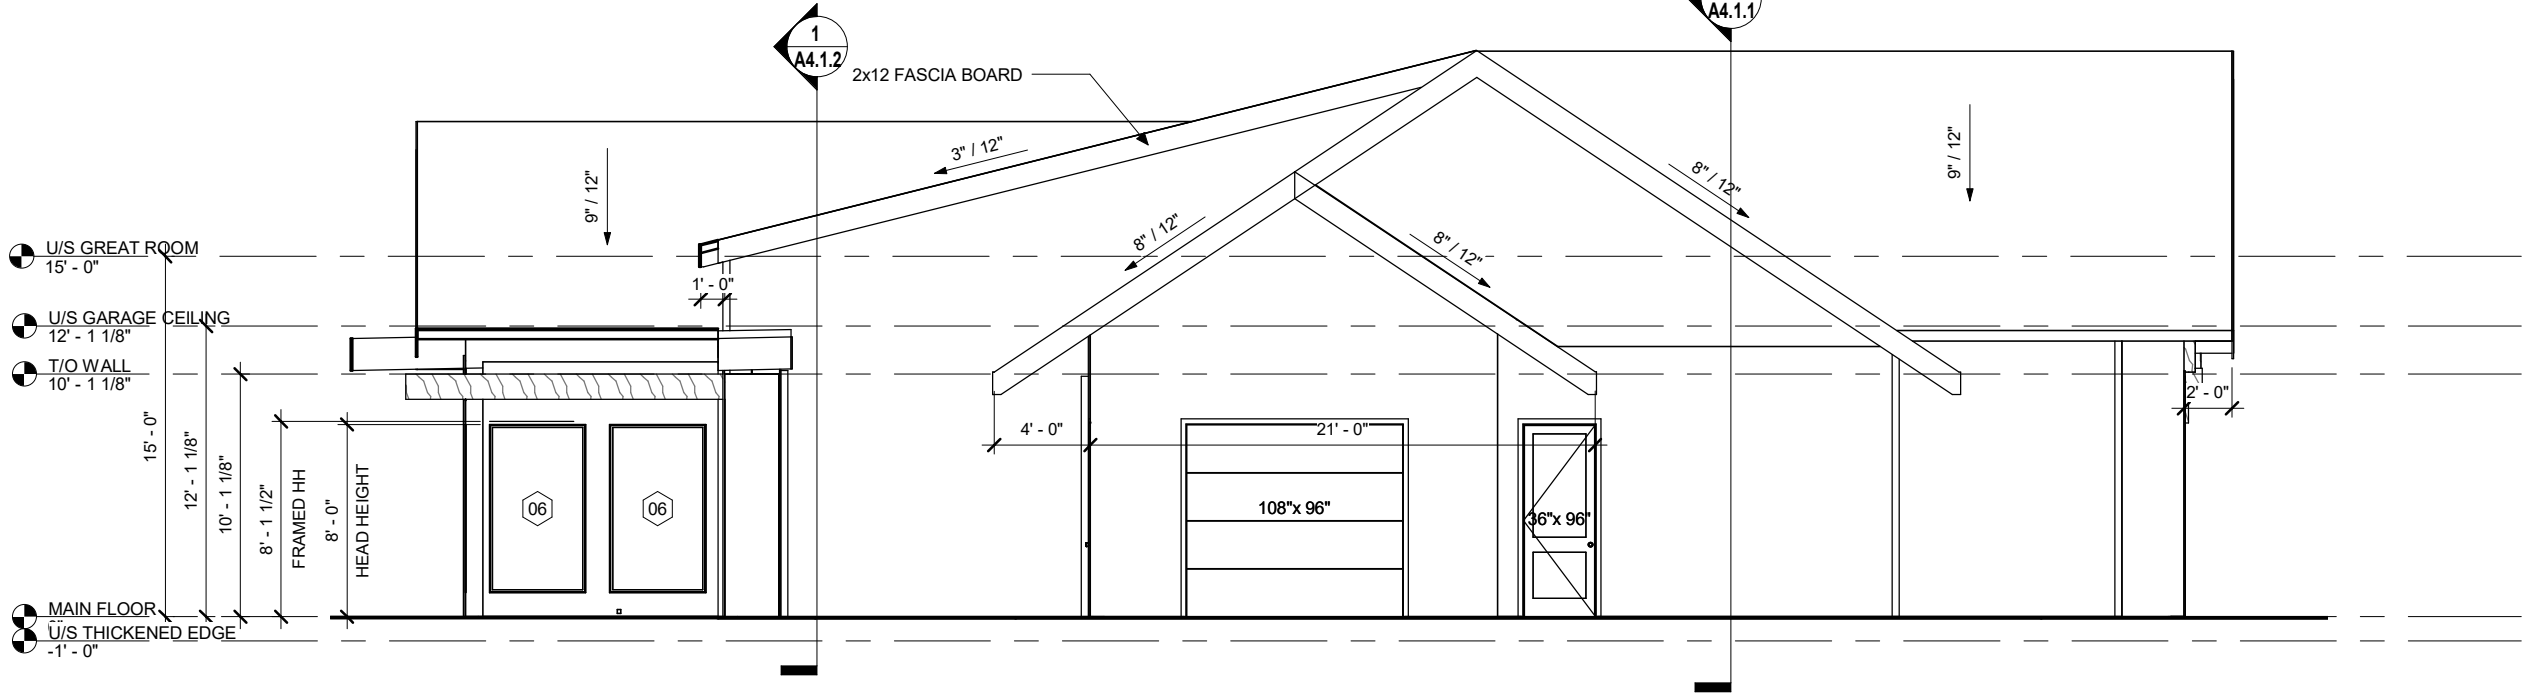 1
A4.1.2
A4.1.1
2x12 FASCIA BOARD
3" / 12"
9" / 12"
8" / 12"
9" / 12"
8" / 12"
8" / 12"
U/S GREAT ROOM
15' - 0"
1' - 0"
U/S GARAGE CEILING
12' - 1 1/8"
T/O WALL
10' - 1 1/8"
2' - 0"
15' - 0"
12' - 1 1/8"
10' - 1 1/8"
8' - 1 1/2"
FRAMED HH
8' - 0"
HEAD HEIGHT
4' - 0"
21' - 0"
06
06
108"x 96"
36"x 96"
MAIN FLOOR
U/S THICKENED EDGE
-1' - 0"